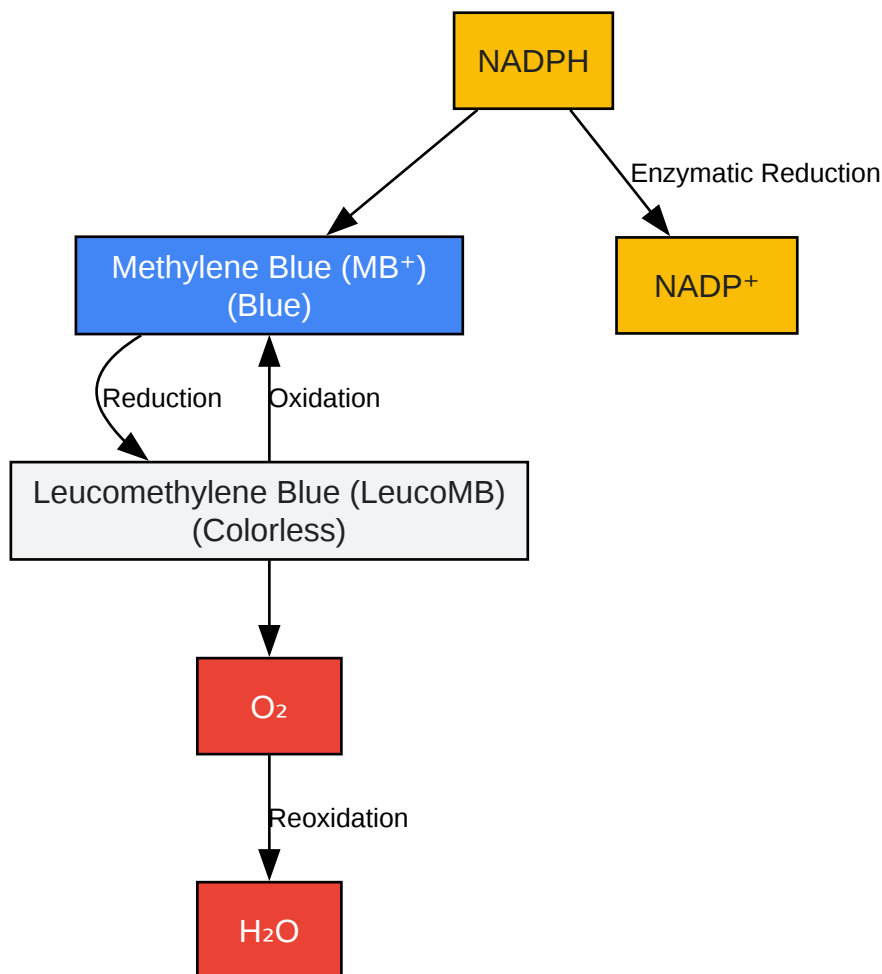 NADPH
Enzymatic Reduction
Methylene Blue (MB⁺)
(Blue)
NADP⁺
Reduction
Oxidation
Leucomethylene Blue (LeucoMB)
(Colorless)
O₂
Reoxidation
H₂O